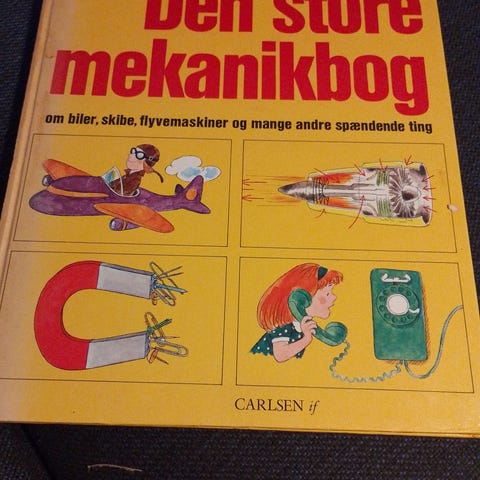 Den store
mekanikbog
om biler, skibe, flyvemaskiner og mange andre spændende ting
CARLSEN if